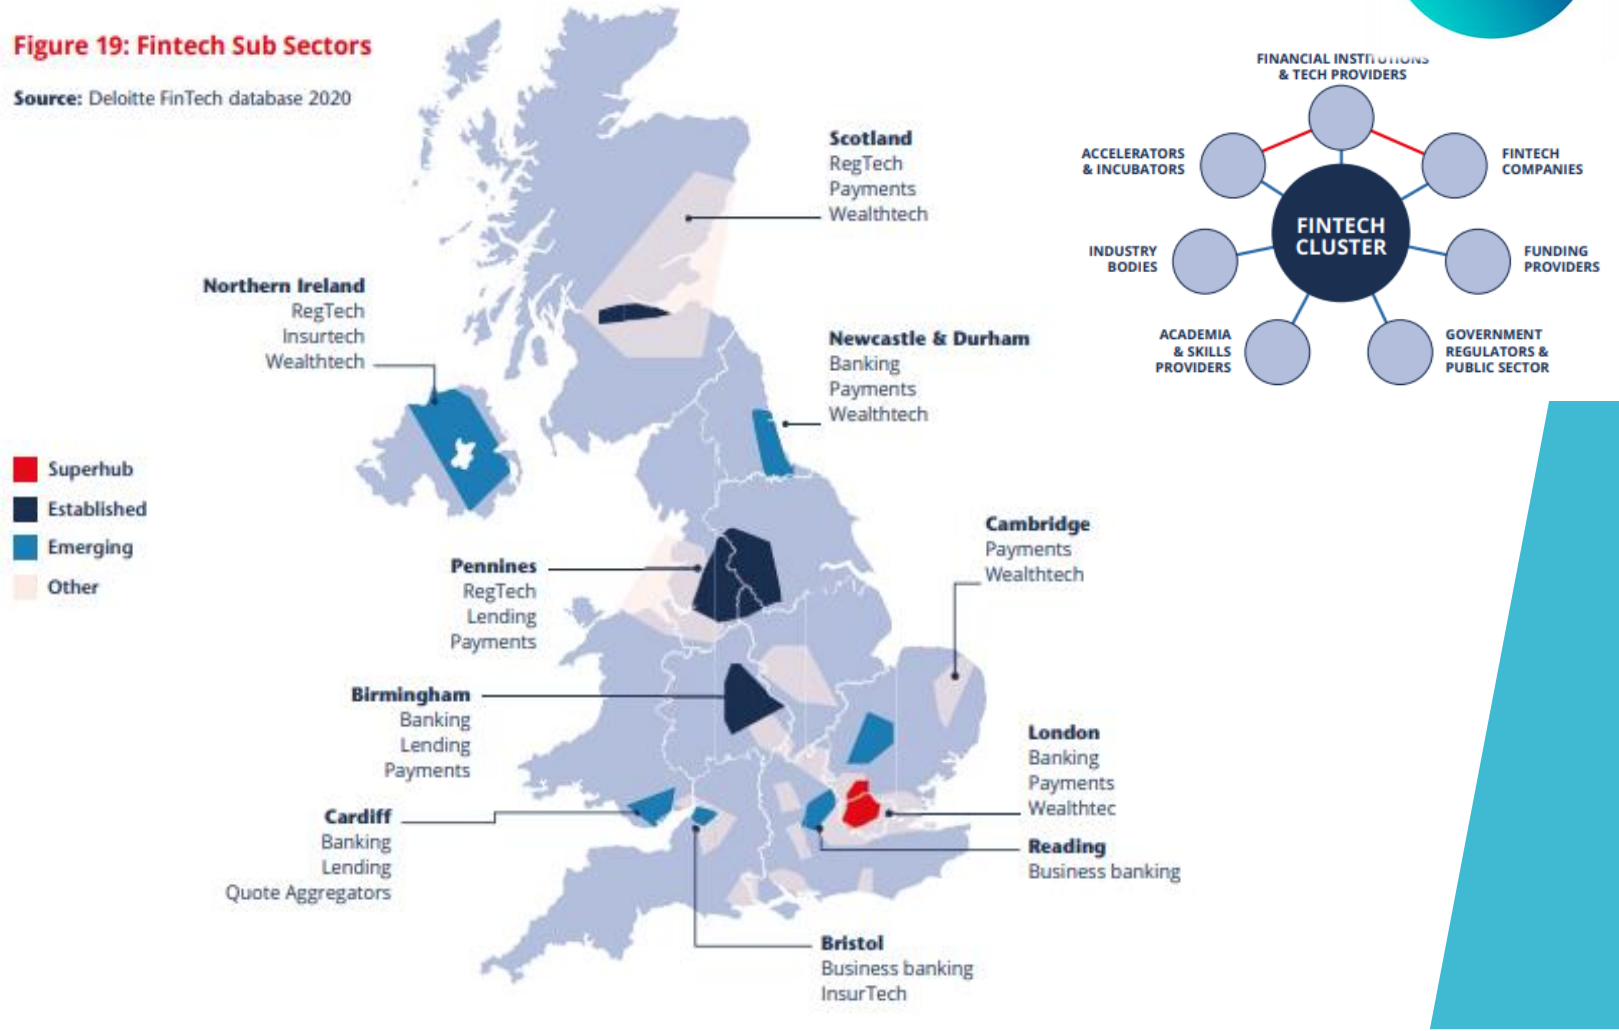 Figure 19: Fintech Sub Sectors
Source: Deloitte FinTech database 2020
Scotland
RegTech
Payments
Wealthtech
Northern Ireland
RegTech
Insurtech
Wealthtech
Newcastle & Durham
Banking
Payments
Wealthtech
Superhub
Established
Emerging
Other
Cambridge
Payments
Wealthtech
Pennines
RegTech
Lending
Payments
Birmingham
Banking
Lending
Payments
London
Banking
Payments
Wealthtec
Cardiff
Banking
Lending
Quote Aggregators
Reading
Business banking
Bristol
Business banking
InsurTech
FINANCIAL INSTITUTIONS
& TECH PROVIDERS
ACCELERATORS
& INCUBATORS
FINTECH
COMPANIES
FINTECH
CLUSTER
INDUSTRY
BODIES
FUNDING
PROVIDERS
ACADEMIA
& SKILLS
PROVIDERS
GOVERNMENT
REGULATORS &
PUBLIC SECTOR